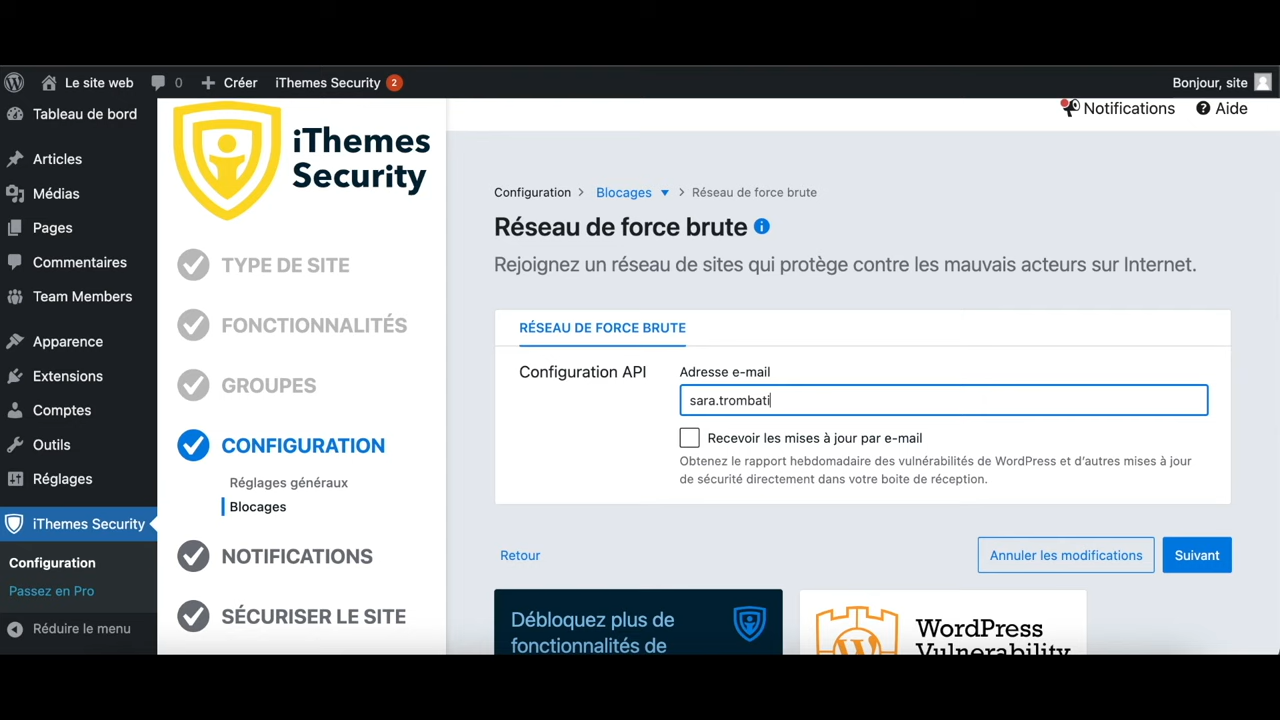 Le site web
0
Créer
iThemes Security
2
Bonjour, site
Tableau de bord
Articles
Médias
Pages
Commentaires
Team Members
Apparence
Extensions
Comptes
Outils
Réglages
iThemes Security
Configuration
Passez en Pro
Réduire le menu
iThemes
Security
TYPE DE SITE
FONCTIONNALITÉS
GROUPES
CONFIGURATION
Réglages généraux
Blocages
NOTIFICATIONS
SÉCURISER LE SITE
Notifications
Aide
Configuration > Blocages > Réseau de force brute
Réseau de force brute
Rejoignez un réseau de sites qui protège contre les mauvais acteurs sur Internet.
RÉSEAU DE FORCE BRUTE
Configuration API
Adresse e-mail
sara.trombati
Recevoir les mises à jour par e-mail
Obtenez le rapport hebdomadaire des vulnérabilités de WordPress et d'autres mises à jour
de sécurité directement dans votre boite de réception.
Retour
Annuler les modifications
Suivant
Débloquez plus de
fonctionnalités de
WordPress
Vulnerability